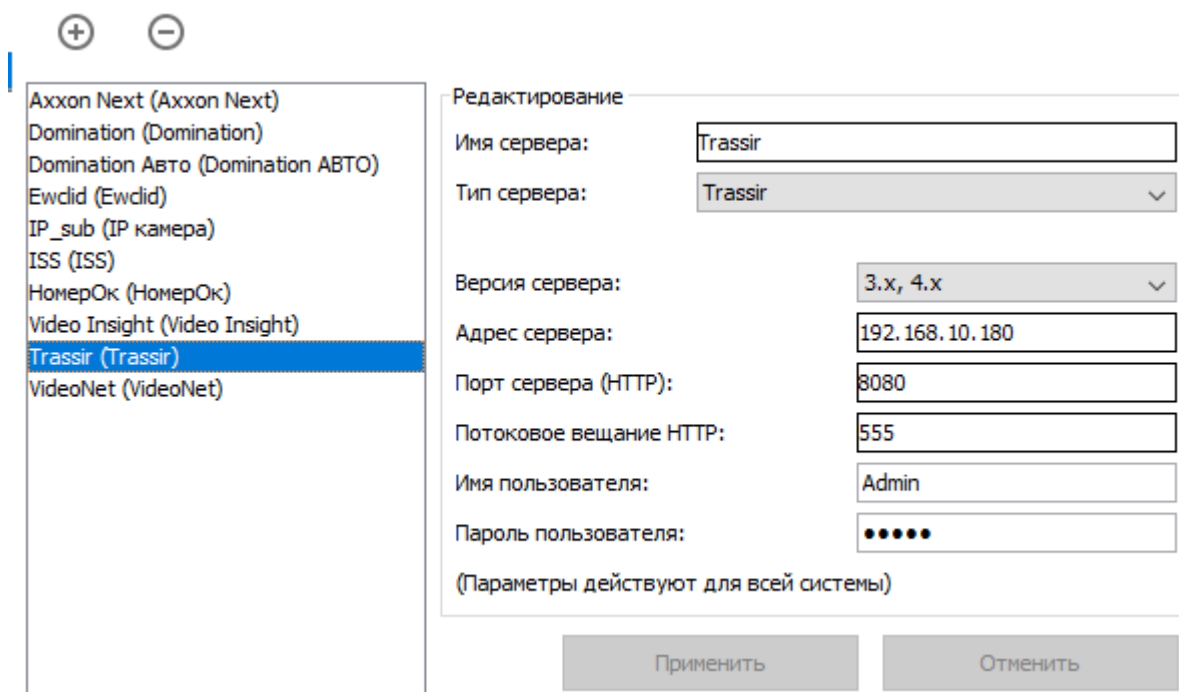 Axxon Next (Axxon Next)
Domination (Domination)
Domination Авто (Domination АВТО)
Ewclid (Ewclid)
IP_sub (IP камера)
ISS (ISS)
НомерОк (НомерОк)
Video Insight (Video Insight)
Trassir (Trassir)
VideoNet (VideoNet)
Редактирование
Имя сервера: Trassir
Тип сервера: Trassir
Версия сервера: 3.x, 4.x
Адрес сервера: 192.168.10.180
Порт сервера (HTTP): 8080
Потоковое вещание HTTP: 555
Имя пользователя: Admin
Пароль пользователя: •••••
(Параметры действуют для всей системы)
Применить Отменить